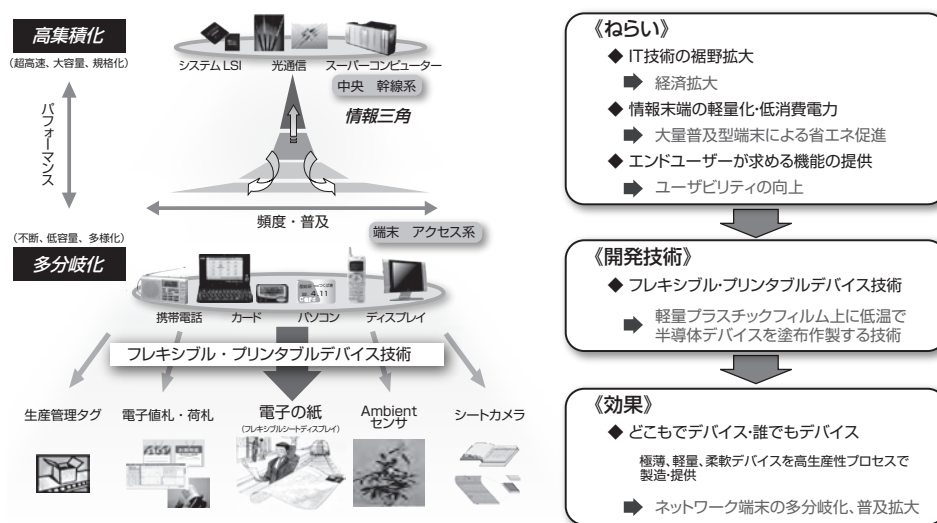 高集積化
(超高速、大容量、規格化)
パフォーマンス
(不断、低容量、多様化)
多分岐化
システムLSI 光通信 スーパーコンピューター
中央 幹線系
情報三角
頻度・普及
端末 アクセス系
携帯電話 カード パソコン ディスプレイ
フレキシブル・プリンタブルデバイス技術
生産管理タグ 電子値札・荷札 電子の紙 Ambient シートカメラ
(フレキシブルシートディスプレイ) センサ
《ねらい》
◆ IT技術の裾野拡大
経済拡大
◆ 情報末端の軽量化・低消費電力
大量普及型端末による省エネ促進
◆ エンドユーザーが求める機能の提供
ユーザビリティの向上
《開発技術》
◆ フレキシブル・プリンタブルデバイス技術
軽量プラスチックフィルム上に低温で
半導体デバイスを塗布作製する技術
《効果》
◆ どこもでデバイス・誰でもデバイス
極薄、軽量、柔軟デバイスを高生産性プロセスで
製造・提供
ネットワーク端末の多分岐化、普及拡大